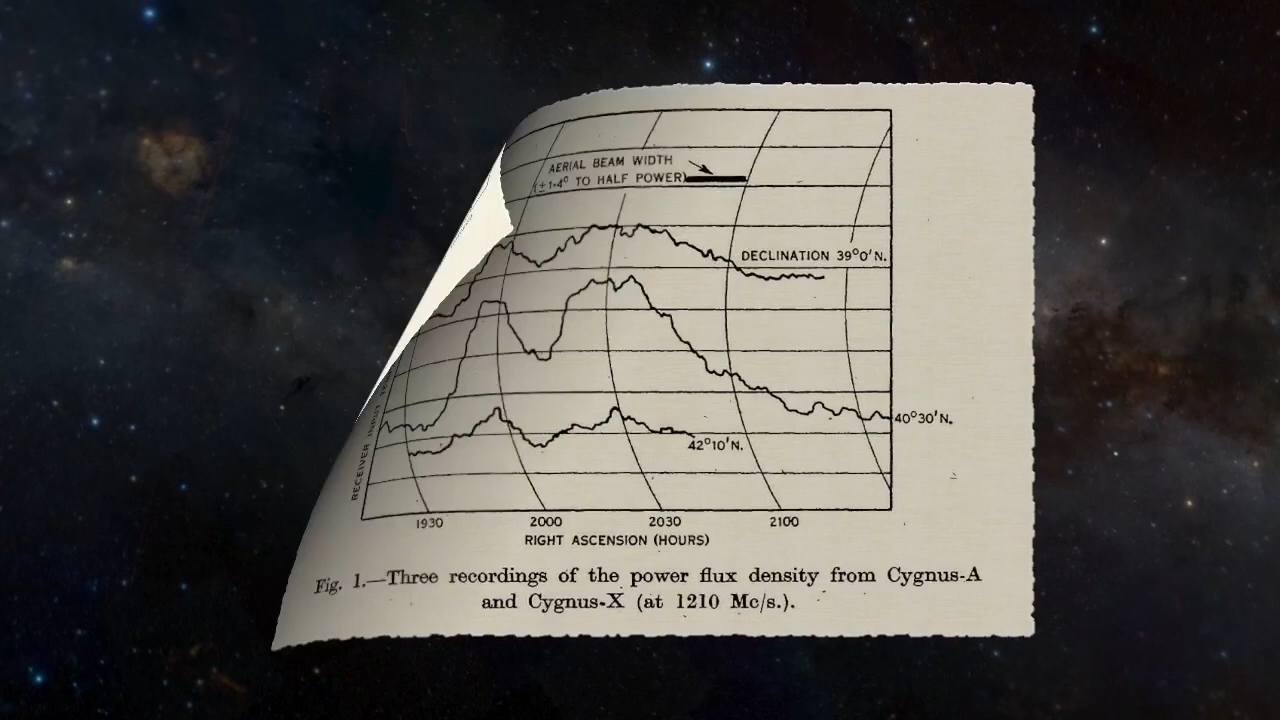 AERIAL BEAM WIDTH
(±1·4° TO HALF POWER)
DECLINATION 39°0'N.
40°30'N.
42°10'N.
RECEIVER INPUT
1930 2000 2030 2100
RIGHT ASCENSION (HOURS)
Fig. 1.—Three recordings of the power flux density from Cygnus-A
and Cygnus-X (at 1210 Mc/s.).